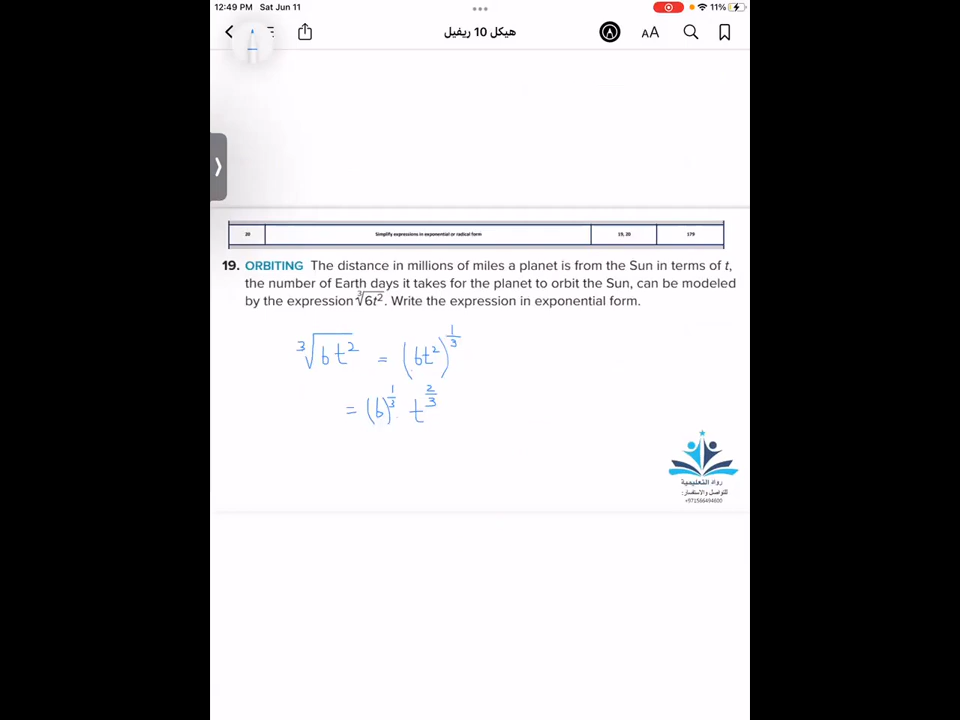 12:49 PM Sat Jun 11
11%
هيكل 10 ريفيل
AA
20 Simplify expressions in exponential or radical form 19, 20 179
19. ORBITING The distance in millions of miles a planet is from the Sun in terms of t,
the number of Earth days it takes for the planet to orbit the Sun, can be modeled
by the expression ∛6t². Write the expression in exponential form.
∛6t² = (6t²)^(1/3)
= (6)^(1/3) t^(2/3)
رواد التعليمية
للتواصل والاستفسار:
+971566494600